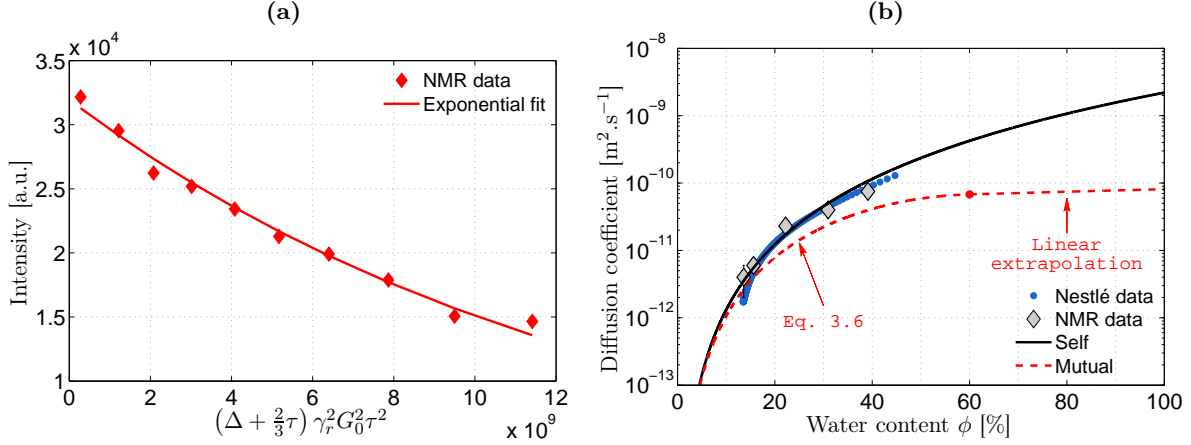 (a)
x 10^4
3.5
3
2.5
2
1.5
1
Intensity [a.u.]
NMR data
Exponential fit
0 2 4 6 8 10 12
x 10^9
(Δ + 2/3 τ) γ_r^2 G_0^2 τ^2
(b)
10^−8
10^−9
10^−10
10^−11
10^−12
10^−13
Diffusion coefficient [m^2.s^−1]
Linear
extrapolation
Eq. 3.6
Nestlé data
NMR data
Self
Mutual
0 20 40 60 80 100
Water content ϕ [%]